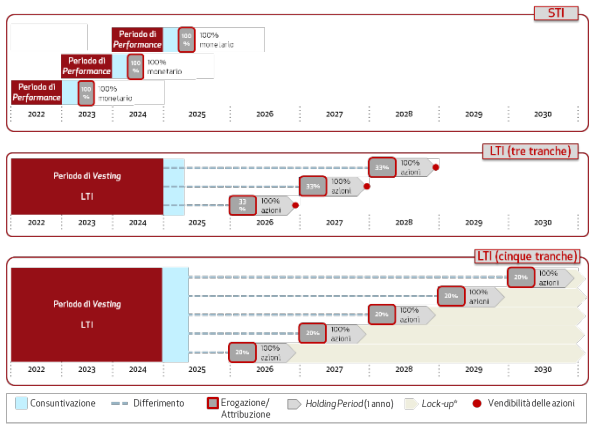 STI
Periodo di
Performance
100
%
100%
monetario
Periodo di
Performance
100
%
100%
monetario
Periodo di
Performance
100
%
100%
monetario
2022 2023 2024 2025 2026 2027 2028 2029 2030
LTI (tre tranche)
Periodo di Vesting
LTI
33%
100%
azioni
33%
100%
azioni
33
%
100%
azioni
2022 2023 2024 2025 2026 2027 2028 2029 2030
LTI (cinque tranche)
Periodo di Vesting
LTI
20%
100%
azioni
20%
100%
azioni
20%
100%
azioni
20%
100%
azioni
20%
100%
azioni
2022 2023 2024 2025 2026 2027 2028 2029 2030
Consuntivazione
Differimento
Erogazione/
Attribuzione
Holding Period (1 anno)
Lock-up*
Vendibilità delle azioni